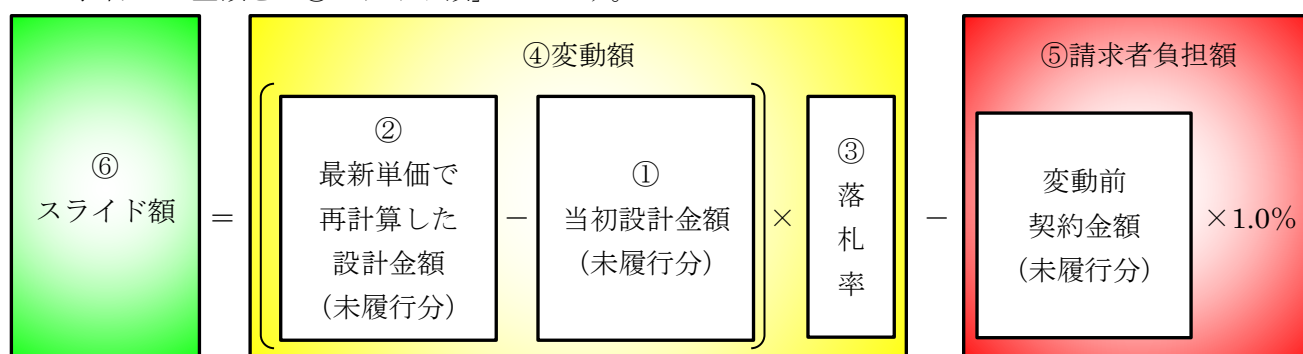 ④変動額
⑤請求者負担額
⑥
スライド額
=
②
最新単価で
再計算した
設計金額
（未履行分）
−
①
当初設計金額
（未履行分）
×
③
落
札
率
−
変動前
契約金額
（未履行分）
×1.0%